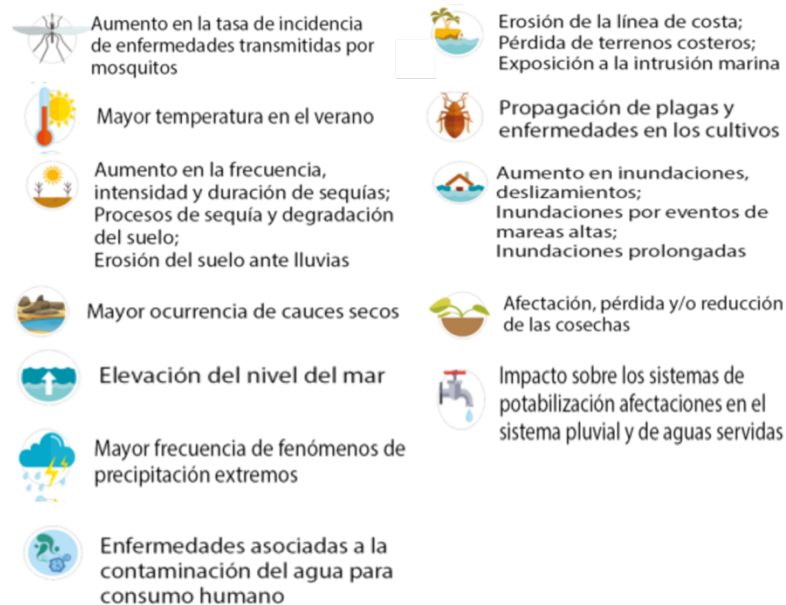 Aumento en la tasa de incidencia
de enfermedades transmitidas por
mosquitos
Mayor temperatura en el verano
Aumento en la frecuencia,
intensidad y duración de sequías;
Procesos de sequía y degradación
del suelo;
Erosión del suelo ante lluvias
Mayor ocurrencia de cauces secos
Elevación del nivel del mar
Mayor frecuencia de fenómenos de
precipitación extremos
Enfermedades asociadas a la
contaminación del agua para
consumo humano
Erosión de la línea de costa;
Pérdida de terrenos costeros;
Exposición a la intrusión marina
Propagación de plagas y
enfermedades en los cultivos
Aumento en inundaciones,
deslizamientos;
Inundaciones por eventos de
mareas altas;
Inundaciones prolongadas
Afectación, pérdida y/o reducción
de las cosechas
Impacto sobre los sistemas de
potabilización afectaciones en el
sistema pluvial y de aguas servidas